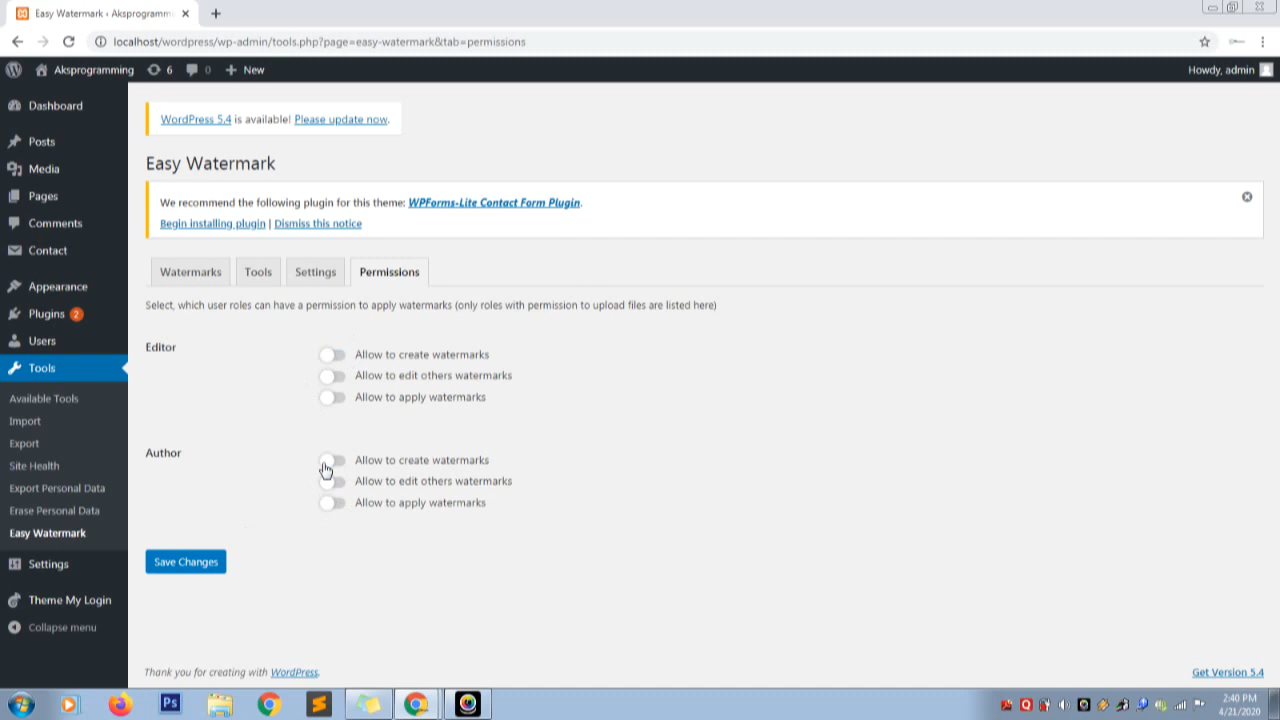 Easy Watermark ‹ Aksprogramm
localhost/wordpress/wp-admin/tools.php?page=easy-watermark&tab=permissions
Aksprogramming 6 0 New Howdy, admin
Dashboard
Posts
Media
Pages
Comments
Contact
Appearance
Plugins 2
Users
Tools
Available Tools
Import
Export
Site Health
Export Personal Data
Erase Personal Data
Easy Watermark
Settings
Theme My Login
Collapse menu
WordPress 5.4 is available! Please update now.
Easy Watermark
We recommend the following plugin for this theme: WPForms-Lite Contact Form Plugin.
Begin installing plugin | Dismiss this notice
Watermarks Tools Settings Permissions
Select, which user roles can have a permission to apply watermarks (only roles with permission to upload files are listed here)
Editor
Allow to create watermarks
Allow to edit others watermarks
Allow to apply watermarks
Author
Allow to create watermarks
Allow to edit others watermarks
Allow to apply watermarks
Save Changes
Thank you for creating with WordPress.
Get Version 5.4
Ps
2:40 PM
4/21/2020